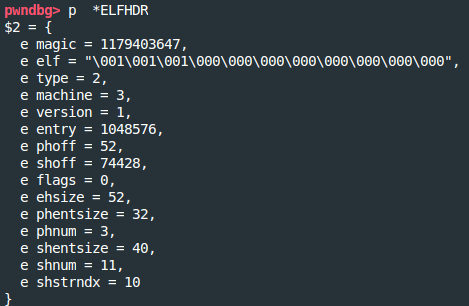 pwndbg> p  *ELFHDR
$2 = {
  e magic = 1179403647,
  e elf = "\001\001\001\000\000\000\000\000\000\000\000",
  e type = 2,
  e machine = 3,
  e version = 1,
  e entry = 1048576,
  e phoff = 52,
  e shoff = 74428,
  e flags = 0,
  e ehsize = 52,
  e phentsize = 32,
  e phnum = 3,
  e shentsize = 40,
  e shnum = 11,
  e shstrndx = 10
}